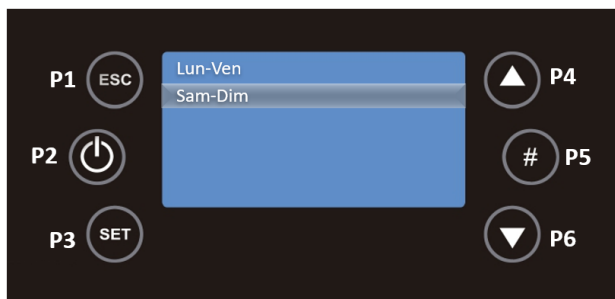 P1 ESC
Lun-Ven
Sam-Dim
P4
P2
# P5
P3 SET
P6